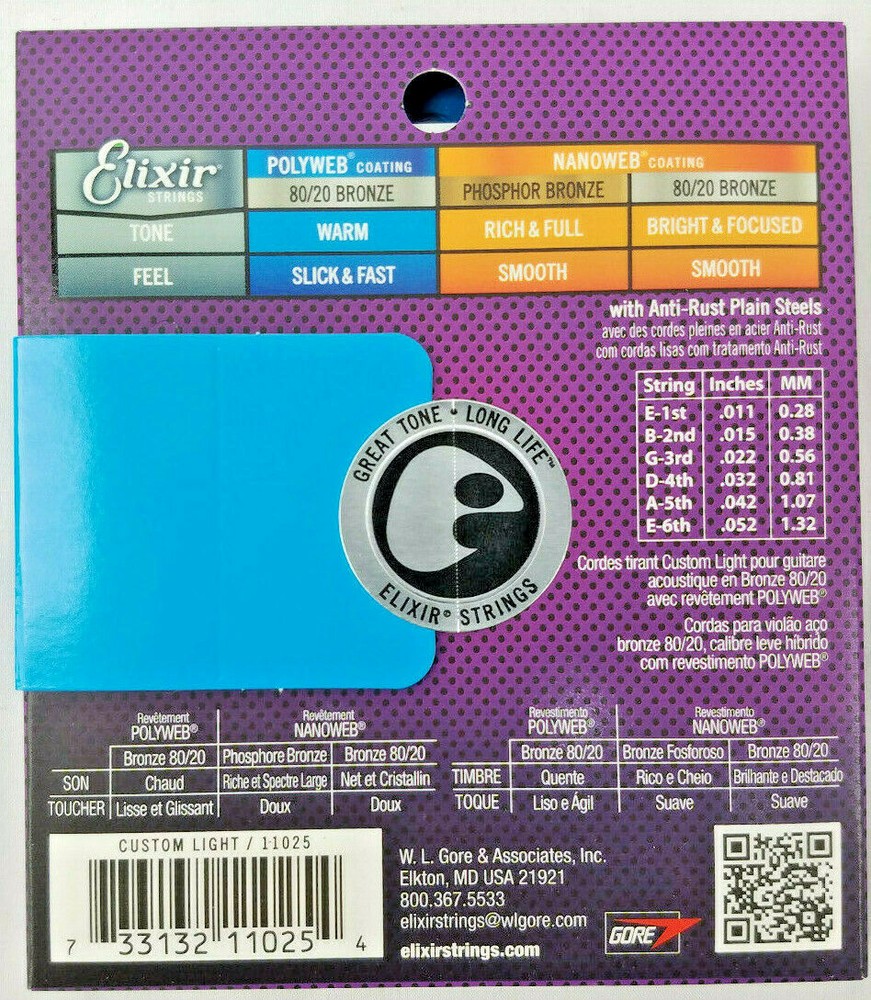 Elixir®
STRINGS
POLYWEB® COATING
NANOWEB® COATING
80/20 BRONZE
PHOSPHOR BRONZE
80/20 BRONZE
TONE
WARM
RICH & FULL
BRIGHT & FOCUSED
FEEL
SLICK & FAST
SMOOTH
SMOOTH
with Anti-Rust Plain Steels
avec des cordes pleines en acier Anti-Rust
com cordas lisas com tratamento Anti-Rust
String Inches MM
E-1st .011 0.28
B-2nd .015 0.38
G-3rd .022 0.56
D-4th .032 0.81
A-5th .042 1.07
E-6th .052 1.32
GREAT TONE • LONG LIFE™
ELIXIR® STRINGS
Cordes tirant Custom Light pour guitare
acoustique en Bronze 80/20
avec revêtement POLYWEB®
Cordas para violão aço
bronze 80/20, calibre leve híbrido
com revestimento POLYWEB®
Revêtement
POLYWEB®
Revêtement
NANOWEB®
Bronze 80/20 Phosphore Bronze Bronze 80/20
SON Chaud Riche et Spectre Large Net et Cristallin
TOUCHER Lisse et Glissant Doux Doux
Revestimento
POLYWEB®
Revestimento
NANOWEB®
Bronze 80/20 Bronze Fosforoso Bronze 80/20
TIMBRE Quente Rico e Cheio Brilhante e Destacado
TOQUE Liso e Ágil Suave Suave
CUSTOM LIGHT / 11025
7 33132 11025 4
W. L. Gore & Associates, Inc.
Elkton, MD USA 21921
800.367.5533
elixirstrings@wlgore.com
elixirstrings.com
GORE